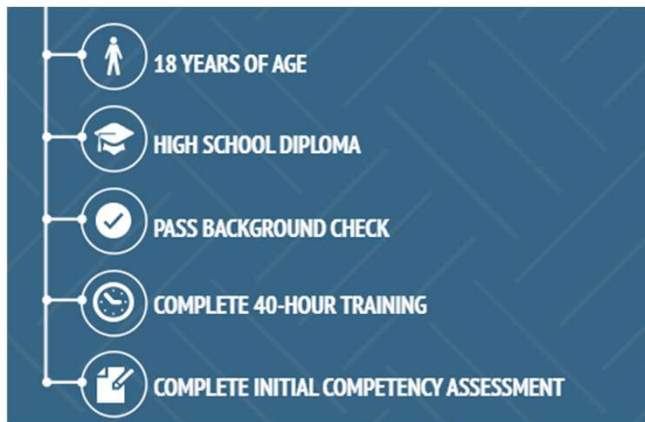 18 YEARS OF AGE
HIGH SCHOOL DIPLOMA
PASS BACKGROUND CHECK
COMPLETE 40-HOUR TRAINING
COMPLETE INITIAL COMPETENCY ASSESSMENT